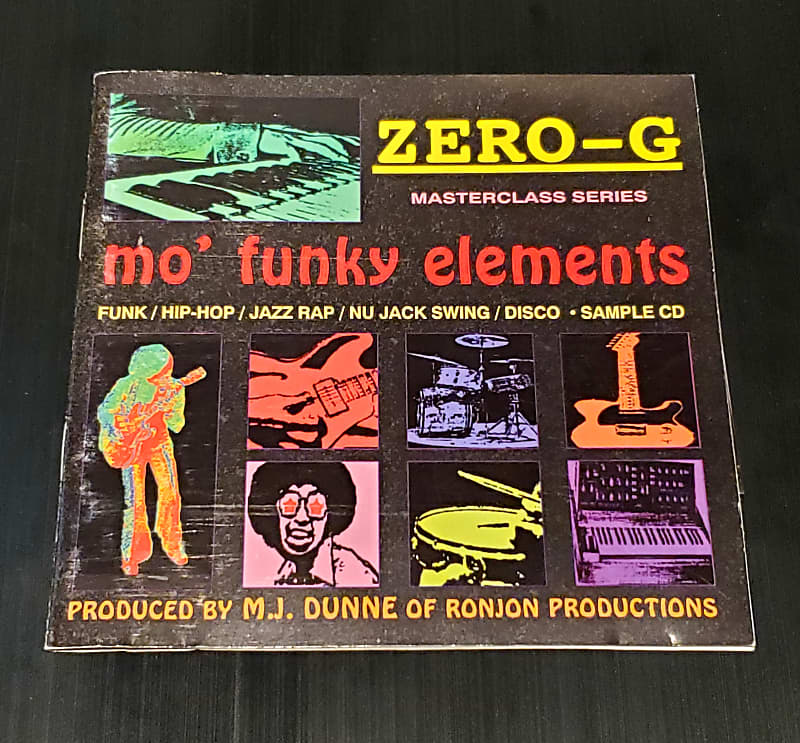 ZERO–G
MASTERCLASS SERIES
mo' funky elements
FUNK / HIP-HOP / JAZZ RAP / NU JACK SWING / DISCO • SAMPLE CD
PRODUCED BY M.J. DUNNE OF RONJON PRODUCTIONS